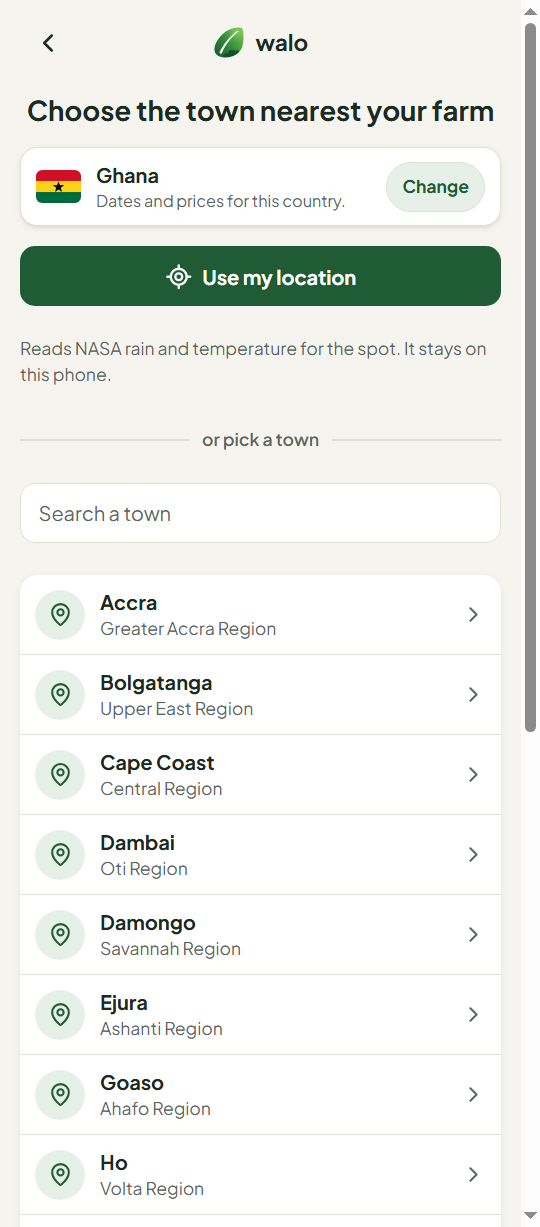 walo
Choose the town nearest your farm
Ghana
Dates and prices for this country.
Change
Use my location
Reads NASA rain and temperature for the spot. It stays on
this phone.
or pick a town
Search a town
Accra
Greater Accra Region
Bolgatanga
Upper East Region
Cape Coast
Central Region
Dambai
Oti Region
Damongo
Savannah Region
Ejura
Ashanti Region
Goaso
Ahafo Region
Ho
Volta Region